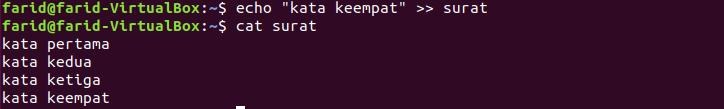 farid@farid-VirtualBox:~$ echo "kata keempat" >> surat
farid@farid-VirtualBox:~$ cat surat
kata pertama
kata kedua
kata ketiga
kata keempat